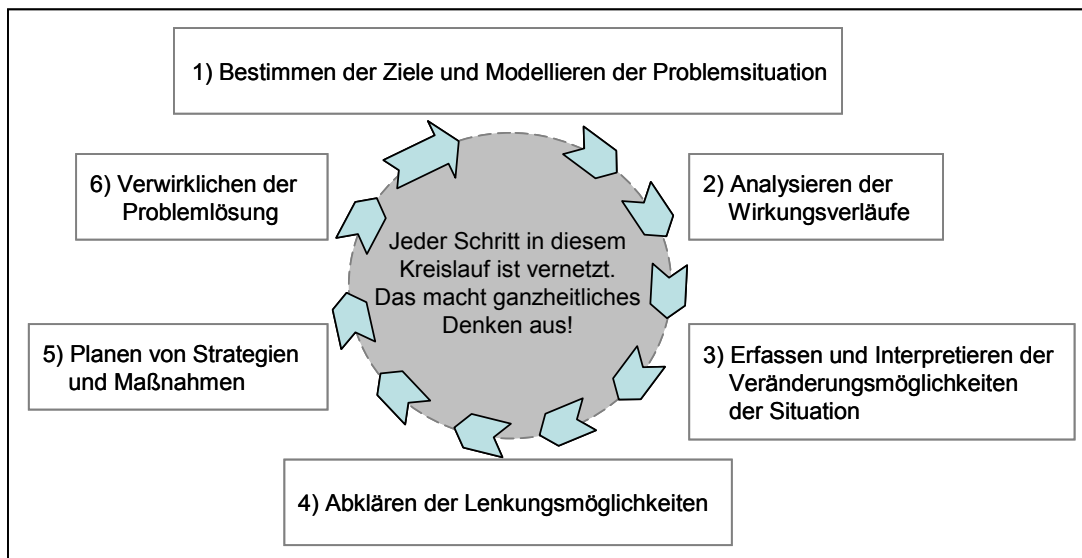 1) Bestimmen der Ziele und Modellieren der Problemsituation
2) Analysieren der
Wirkungsverläufe
3) Erfassen und Interpretieren der
Veränderungsmöglichkeiten
der Situation
4) Abklären der Lenkungsmöglichkeiten
5) Planen von Strategien
und Maßnahmen
6) Verwirklichen der
Problemlösung
Jeder Schritt in diesem
Kreislauf ist vernetzt.
Das macht ganzheitliches
Denken aus!